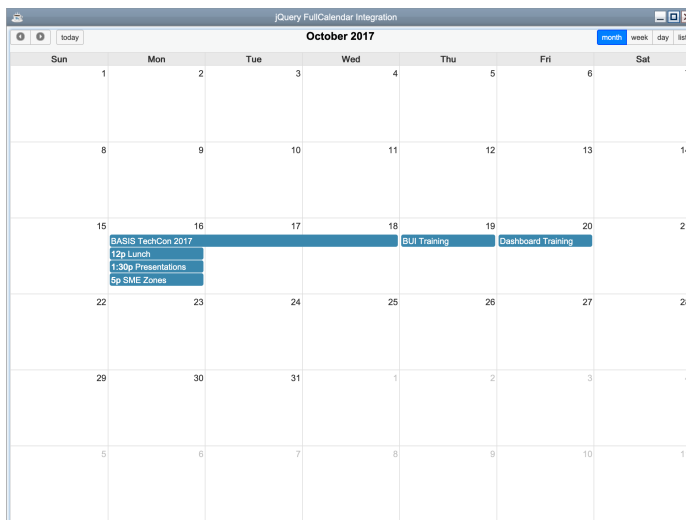 jQuery FullCalendar Integration
today
October 2017
month week day list
Sun Mon Tue Wed Thu Fri Sat
1 2 3 4 5 6
8 9 10 11 12 13
15 16 17 18 19 20
BASIS TechCon 2017 BUI Training Dashboard Training
12p Lunch
1:30p Presentations
5p SME Zones
22 23 24 25 26 27
29 30 31 1 2 3
5 6 7 8 9 10